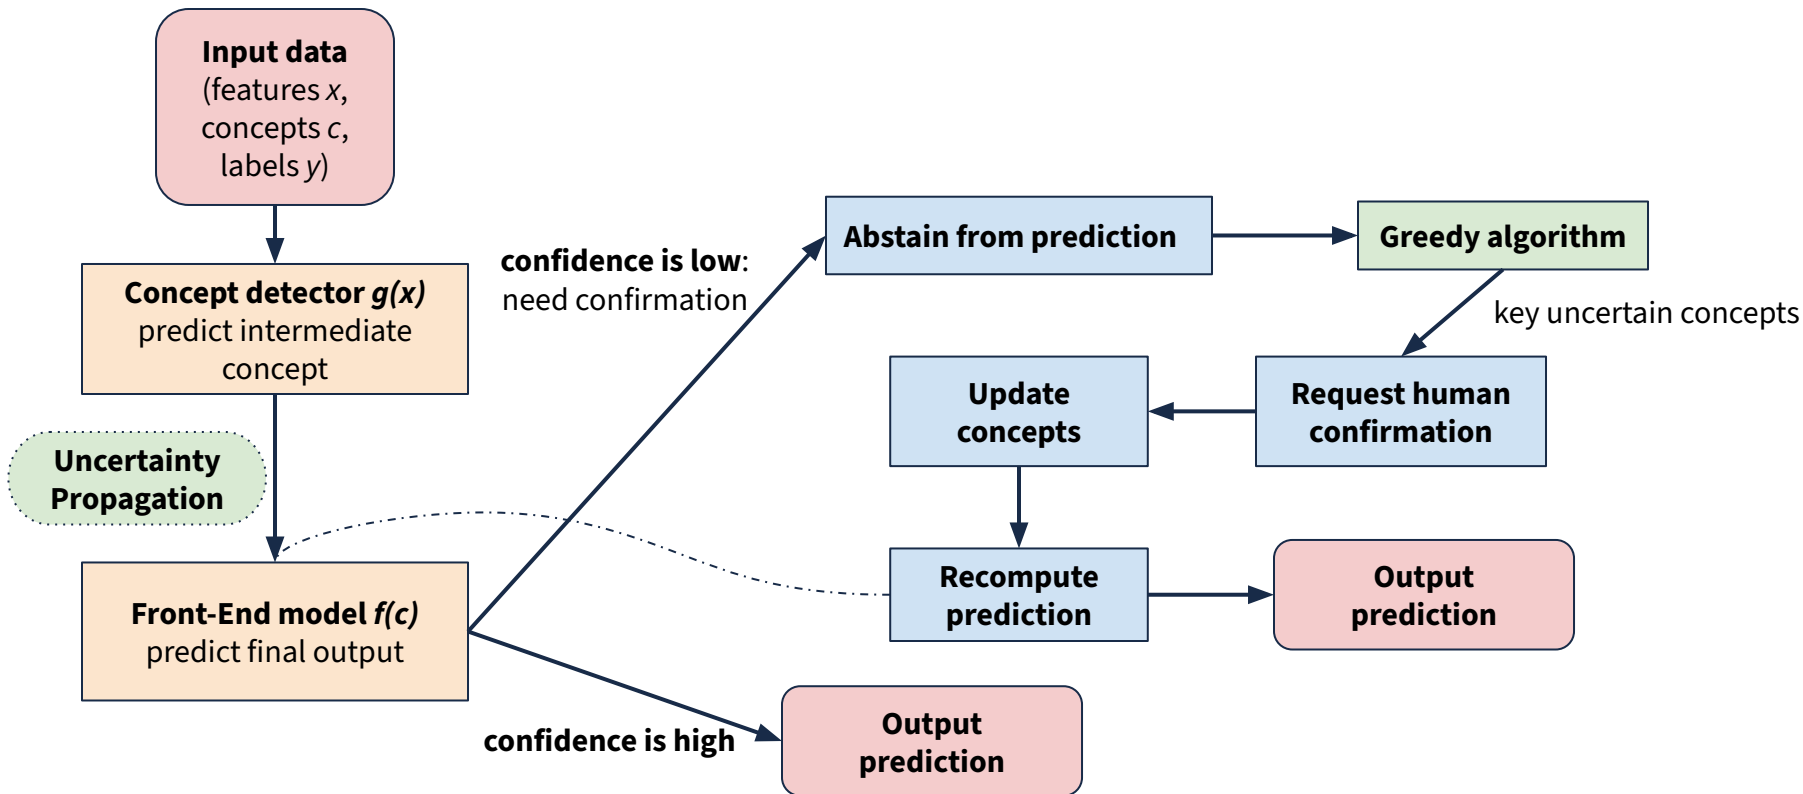 Input data
(features x,
concepts c,
labels y)
Concept detector g(x)
predict intermediate
concept
Uncertainty
Propagation
Front-End model f(c)
predict final output
confidence is low:
need confirmation
confidence is high
Abstain from prediction
Greedy algorithm
key uncertain concepts
Request human
confirmation
Update
concepts
Recompute
prediction
Output
prediction
Output
prediction